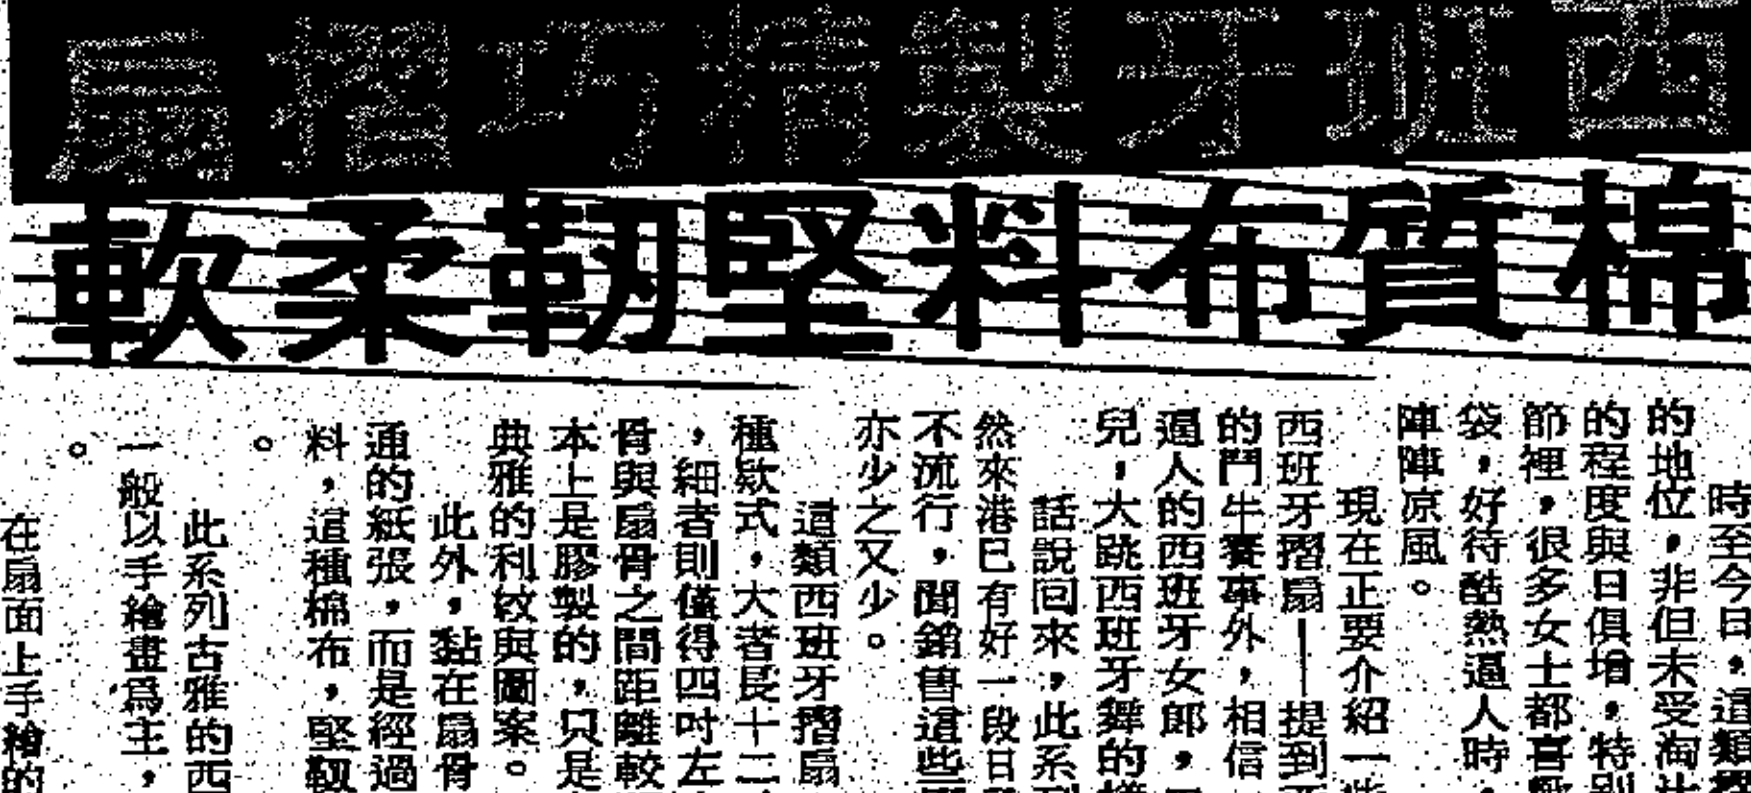 西班牙製精巧摺扇
棉質布料堅靱柔軟
時至今日，這類摺
的地位，非但未受淘汰
的程度與日俱增，特別
節裡，很多女士都喜
袋，好待酷熱逼人時，
陣陣凉風。
現在正要介紹一些
西班牙摺扇——提到西
的鬥牛賽事外，相信
逼人的西班牙女郎，
兒，大跳西班牙舞的
話說回來，此系列
然來港已有好一段日
不流行，聞銷售這些
亦少之又少。
這類西班牙摺扇
種欵式，大者長十二
，細者則僅得四吋左
骨與扇骨之間距離較
本上是膠製的，只是
典雅的利紋與圖案。
此外，黏在扇骨
通的紙張，而是經過
料，這種棉布，堅靱
。
此系列古雅的西
一般以手繪畫爲主，
。
在扇面上手繪的